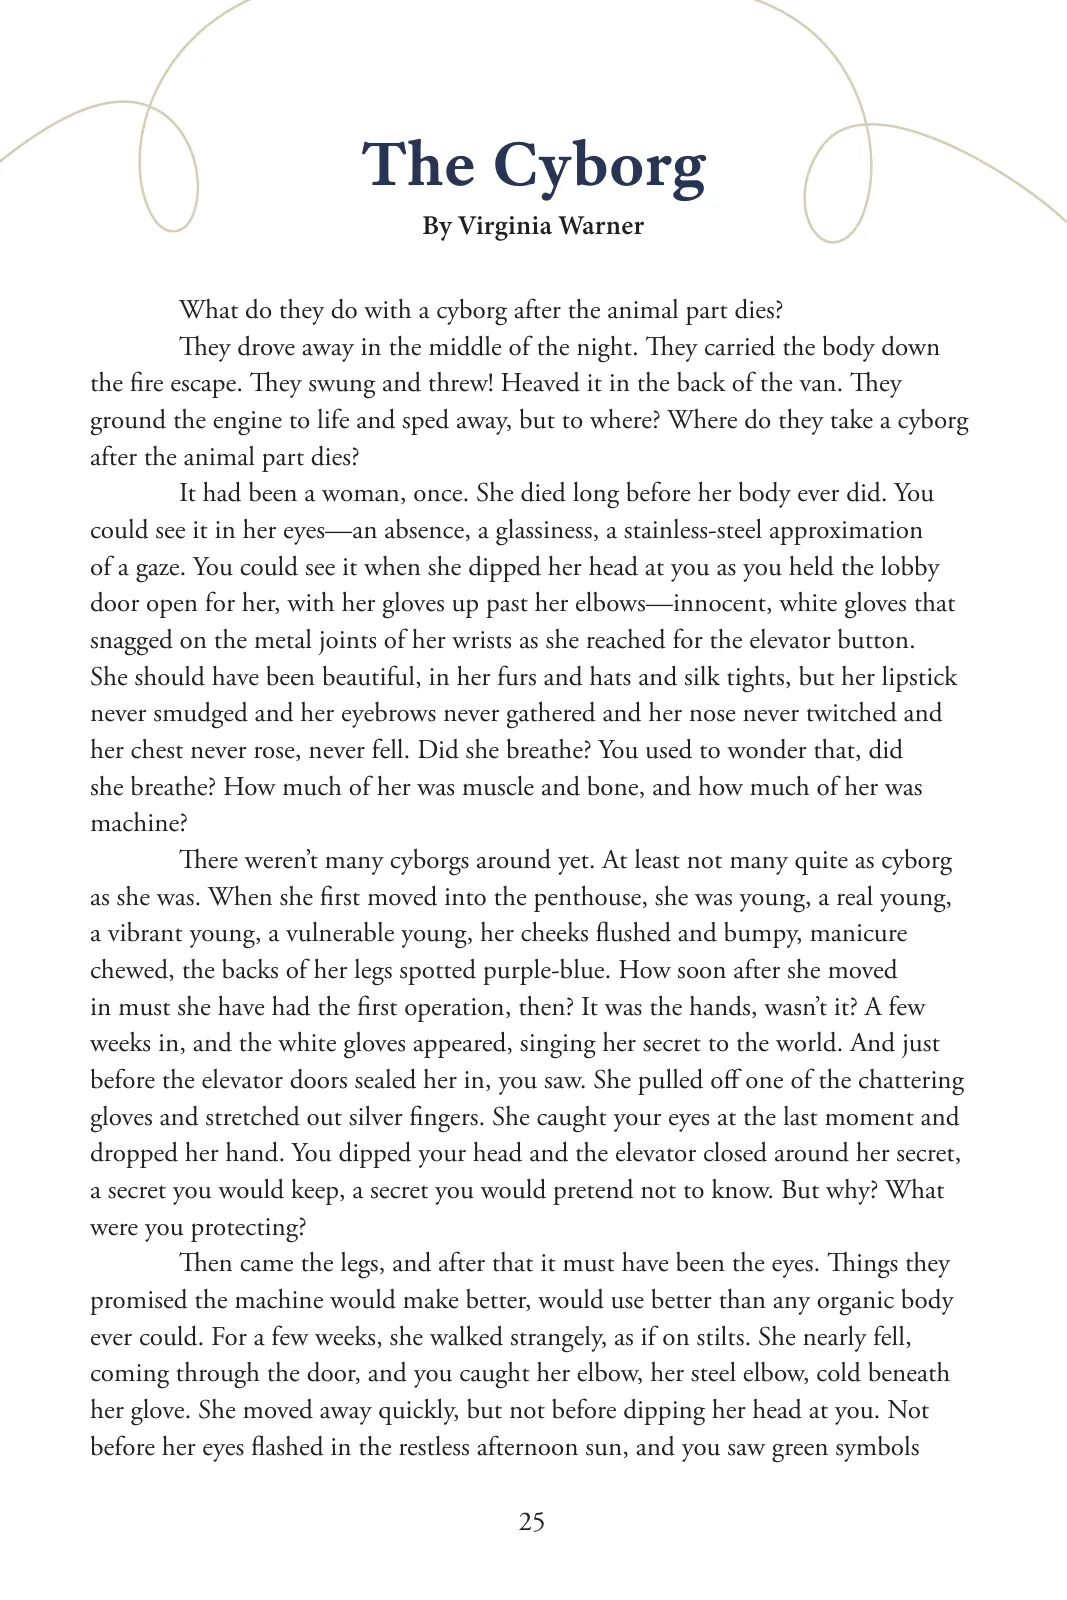 The Cyborg
By Virginia Warner
What do they do with a cyborg after the animal part dies?
They drove away in the middle of the night. They carried the body down
the fire escape. They swung and threw! Heaved it in the back of the van. They
ground the engine to life and sped away, but to where? Where do they take a cyborg
after the animal part dies?
It had been a woman, once. She died long before her body ever did. You
could see it in her eyes—an absence, a glassiness, a stainless-steel approximation
of a gaze. You could see it when she dipped her head at you as you held the lobby
door open for her, with her gloves up past her elbows—innocent, white gloves that
snagged on the metal joints of her wrists as she reached for the elevator button.
She should have been beautiful, in her furs and hats and silk tights, but her lipstick
never smudged and her eyebrows never gathered and her nose never twitched and
her chest never rose, never fell. Did she breathe? You used to wonder that, did
she breathe? How much of her was muscle and bone, and how much of her was
machine?
There weren’t many cyborgs around yet. At least not many quite as cyborg
as she was. When she first moved into the penthouse, she was young, a real young,
a vibrant young, a vulnerable young, her cheeks flushed and bumpy, manicure
chewed, the backs of her legs spotted purple-blue. How soon after she moved
in must she have had the first operation, then? It was the hands, wasn’t it? A few
weeks in, and the white gloves appeared, singing her secret to the world. And just
before the elevator doors sealed her in, you saw. She pulled off one of the chattering
gloves and stretched out silver fingers. She caught your eyes at the last moment and
dropped her hand. You dipped your head and the elevator closed around her secret,
a secret you would keep, a secret you would pretend not to know. But why? What
were you protecting?
Then came the legs, and after that it must have been the eyes. Things they
promised the machine would make better, would use better than any organic body
ever could. For a few weeks, she walked strangely, as if on stilts. She nearly fell,
coming through the door, and you caught her elbow, her steel elbow, cold beneath
her glove. She moved away quickly, but not before dipping her head at you. Not
before her eyes flashed in the restless afternoon sun, and you saw green symbols
25